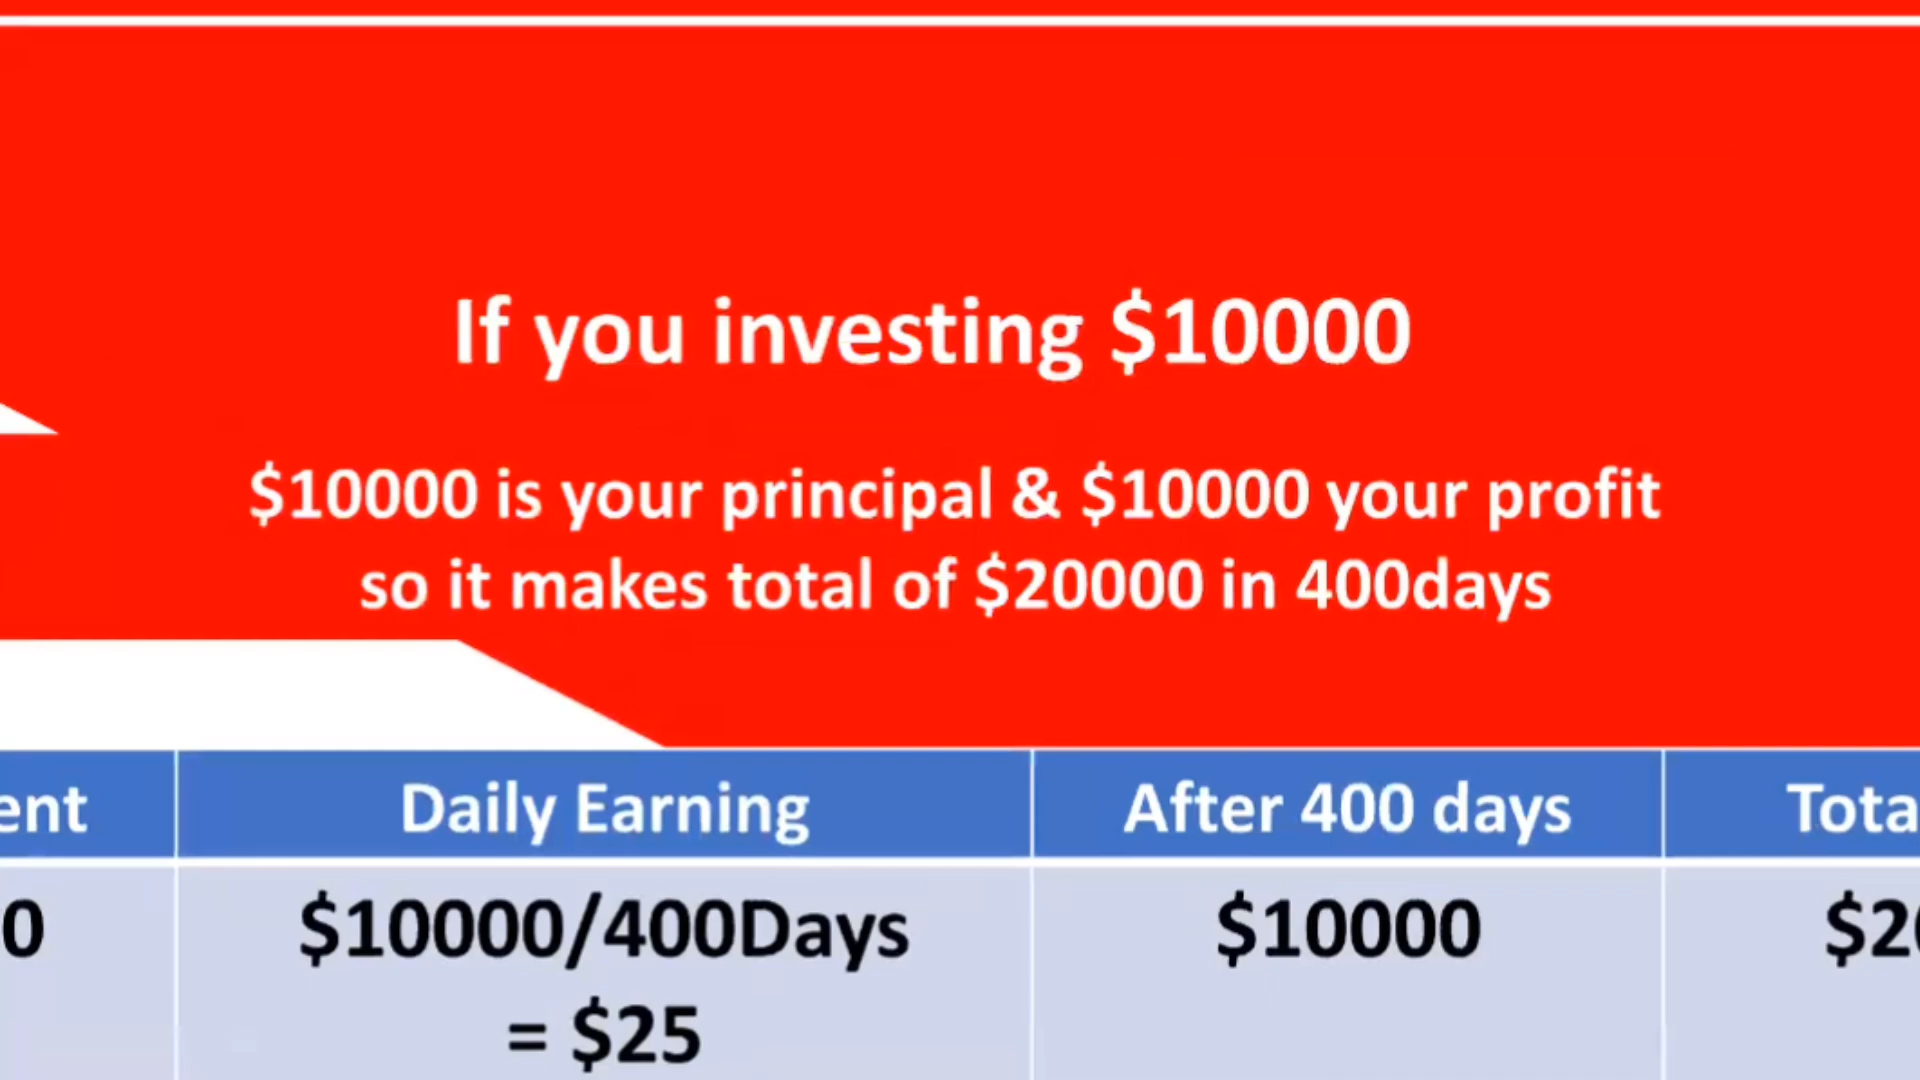 If you investing $10000
$10000 is your principal & $10000 your profit
so it makes total of $20000 in 400days
Daily Earning
After 400 days
$10000/400Days
= $25
$10000